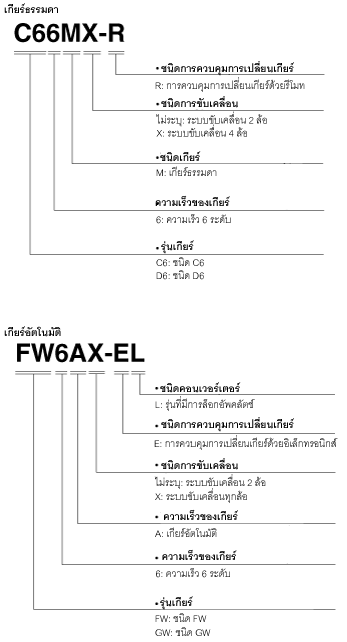 เกียร์ธรรมดา
C66MX-R
•ชนิดการควบคุมการเปลี่ยนเกียร์
R: การควบคุมการเปลี่ยนเกียร์ด้วยรีโมท
•ชนิดการขับเคลื่อน
ไม่ระบุ: ระบบขับเคลื่อน 2 ล้อ
X: ระบบขับเคลื่อน 4 ล้อ
•ชนิดเกียร์
M: เกียร์ธรรมดา
•ความเร็วของเกียร์
6: ความเร็ว 6 ระดับ
•รุ่นเกียร์
C6: ชนิด C6
D6: ชนิด D6
เกียร์อัตโนมัติ
FW6AX-EL
•ชนิดคอนเวอร์เตอร์
L: รุ่นที่มีการล็อกอัพคลัตช์
•ชนิดการควบคุมการเปลี่ยนเกียร์
E: การควบคุมการเปลี่ยนเกียร์ด้วยอิเล็กทรอนิกส์
•ชนิดการขับเคลื่อน
ไม่ระบุ: ระบบขับเคลื่อน 2 ล้อ
X: ระบบขับเคลื่อนทุกล้อ
• ความเร็วของเกียร์
A: เกียร์อัตโนมัติ
• ความเร็วของเกียร์
6: ความเร็ว 6 ระดับ
•รุ่นเกียร์
FW: ชนิด FW
GW: ชนิด GW